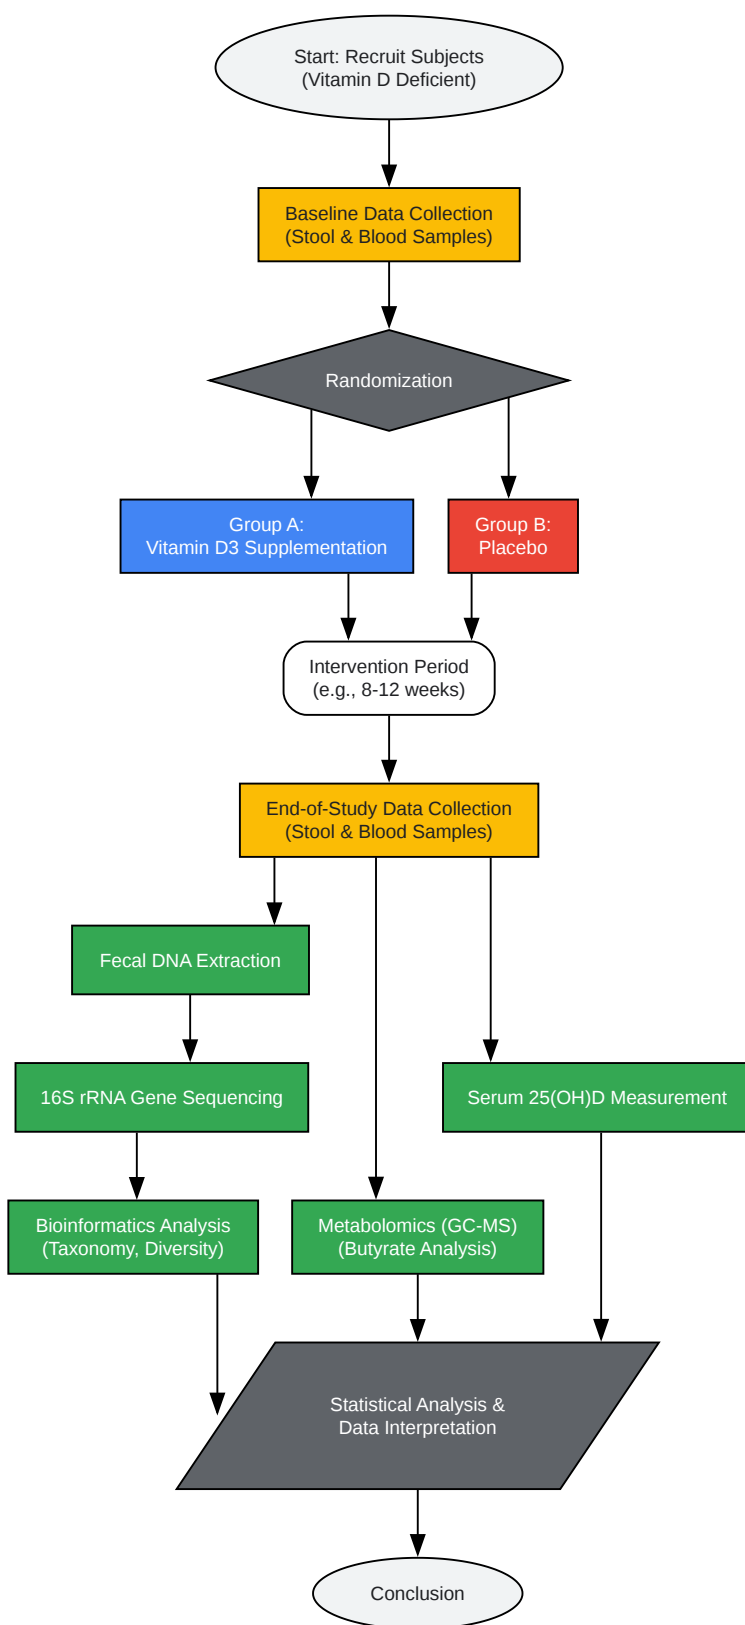 Start: Recruit Subjects
(Vitamin D Deficient)
Baseline Data Collection
(Stool & Blood Samples)
Randomization
Group A:
Vitamin D3 Supplementation
Group B:
Placebo
Intervention Period
(e.g., 8-12 weeks)
End-of-Study Data Collection
(Stool & Blood Samples)
Fecal DNA Extraction
16S rRNA Gene Sequencing
Serum 25(OH)D Measurement
Bioinformatics Analysis
(Taxonomy, Diversity)
Metabolomics (GC-MS)
(Butyrate Analysis)
Statistical Analysis &
Data Interpretation
Conclusion